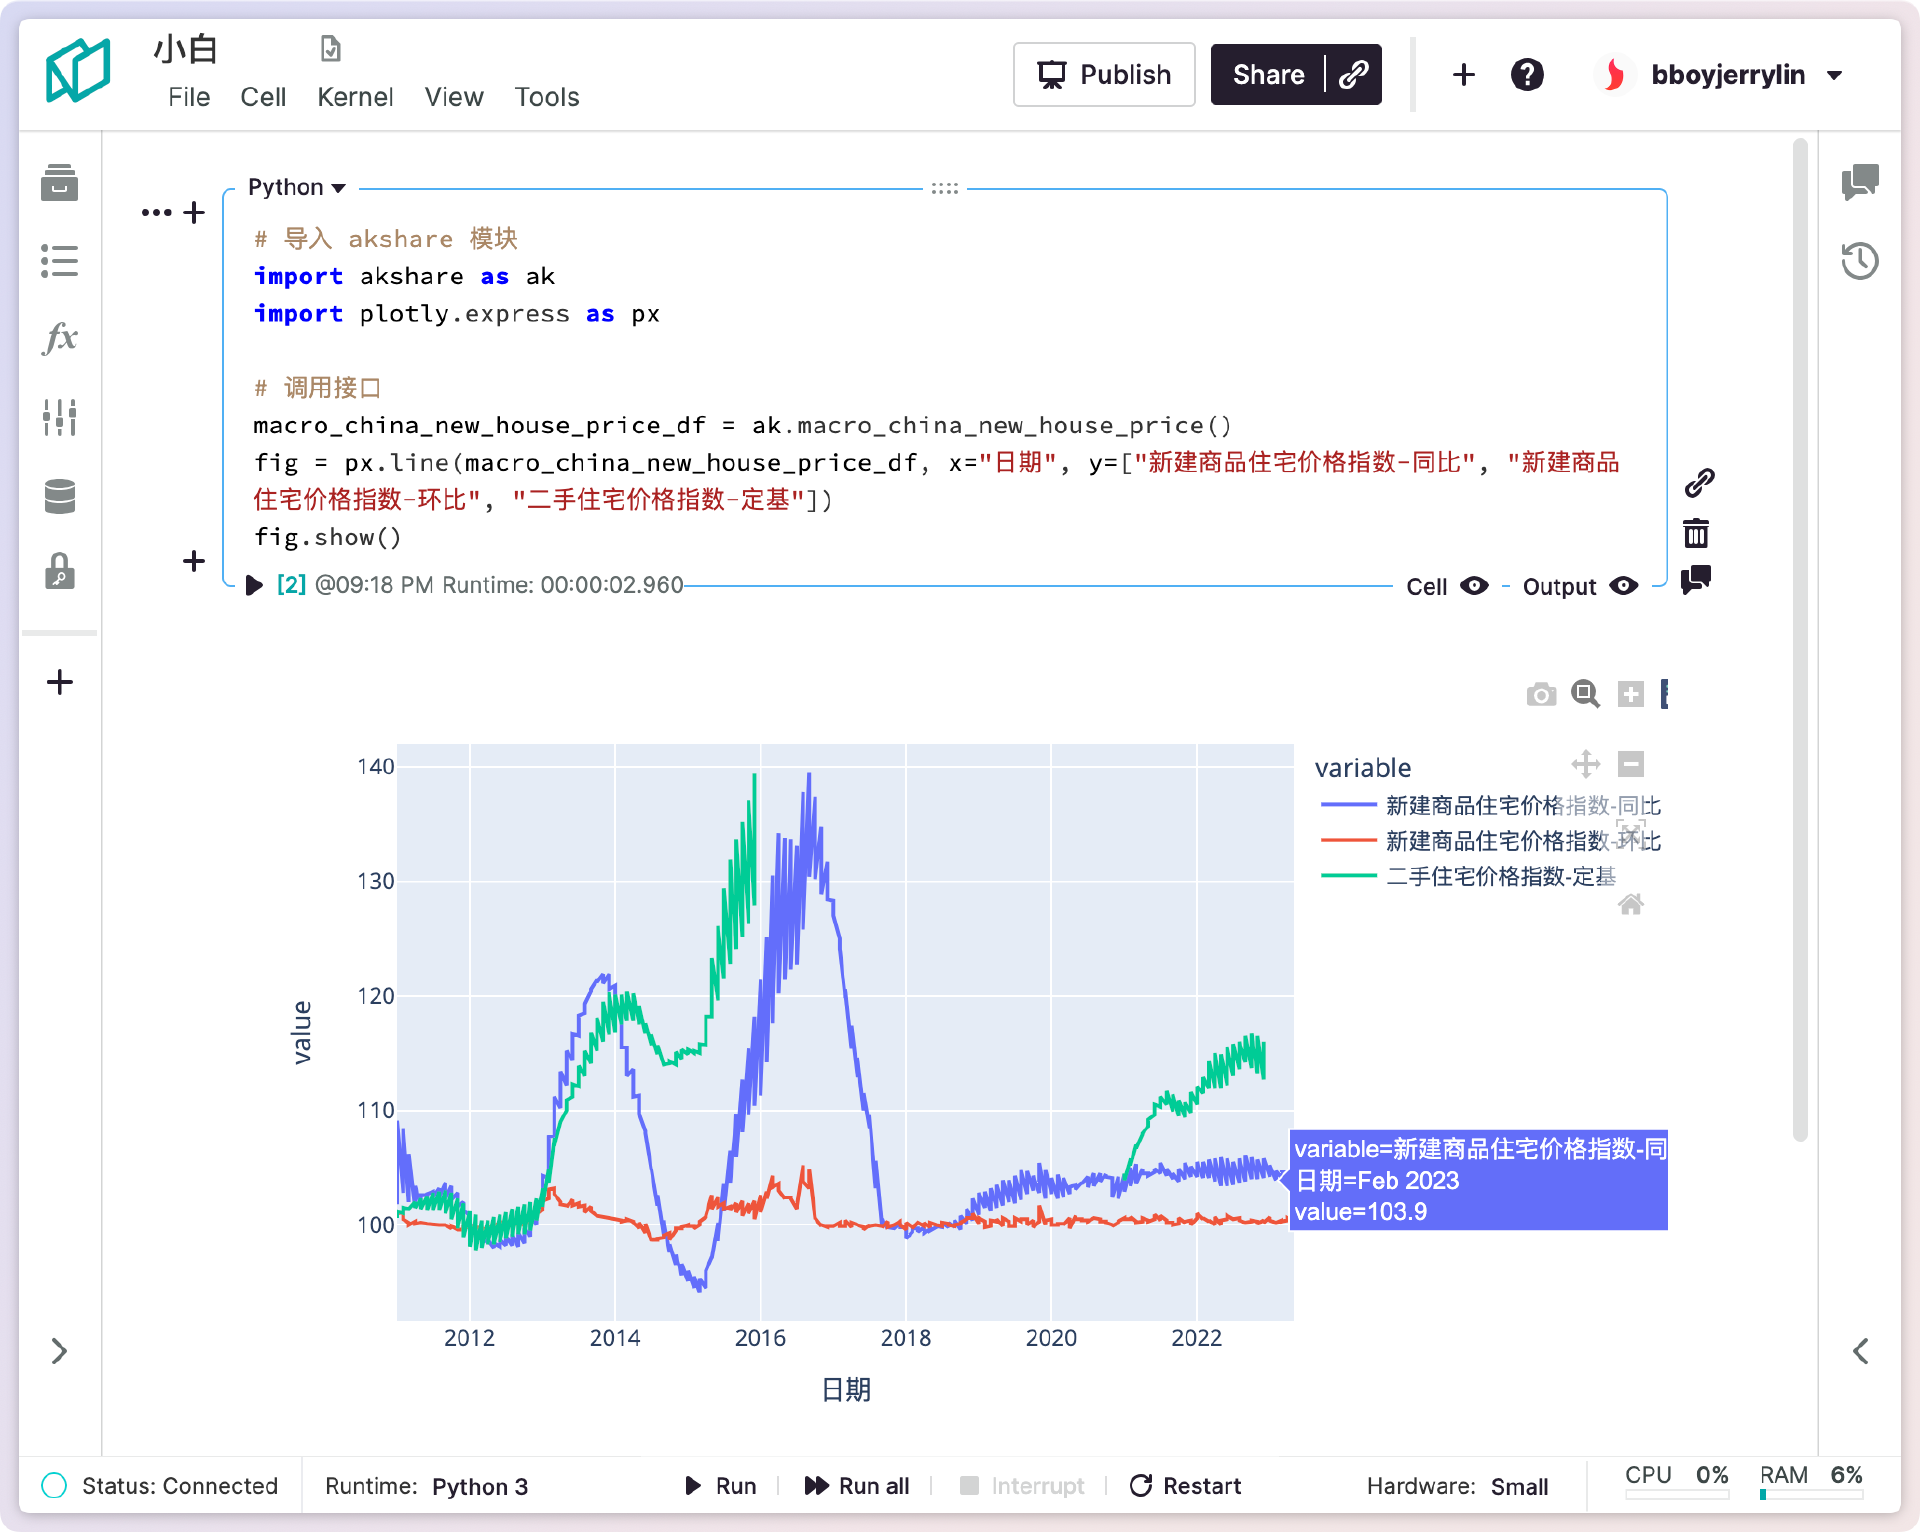 小白
File Cell Kernel View Tools
Publish
Share
bboyjerrylin
Python
# 导入 akshare 模块
import akshare as ak
import plotly.express as px
# 调用接口
macro_china_new_house_price_df = ak.macro_china_new_house_price()
fig = px.line(macro_china_new_house_price_df, x="日期", y=["新建商品住宅价格指数-同比", "新建商品
住宅价格指数-环比", "二手住宅价格指数-定基"])
fig.show()
[2] @09:18 PM Runtime: 00:00:02.960
Cell
Output
variable
新建商品住宅价格指数-同比
新建商品住宅价格指数-环比
二手住宅价格指数-定基
140
130
120
110
100
value
variable=新建商品住宅价格指数-同
日期=Feb 2023
value=103.9
2012 2014 2016 2018 2020 2022
日期
Status: Connected
Runtime: Python 3
Run
Run all
Interrupt
Restart
Hardware: Small
CPU 0%
RAM 6%